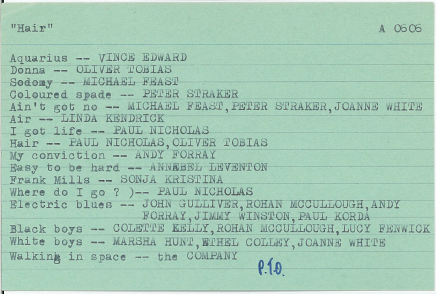 "Hair" A 0606
Aquarius -- VINCE EDWARD
Donna -- OLIVER TOBIAS
Sodomy -- MICHAEL FEAST
Coloured spade -- PETER STRAKER
Ain't got no -- MICHAEL FEAST,PETER STRAKER,JOANNE WHITE
Air -- LINDA KENDRICK
I got life -- PAUL NICHOLAS
Hair -- PAUL NICHOLAS,OLIVER TOBIAS
My conviction -- ANDY FORRAY
Easy to be hard -- ANNABEL LEVENTON
Frank Mills -- SONJA KRISTINA
Where do I go ? )-- PAUL NICHOLAS
Electric blues -- JOHN GULLIVER,ROHAN MCCULLOUGH,ANDY
FORRAY,JIMMY WINSTON,PAUL KORDA
Black boys -- COLETTE KELLY,ROHAN MCCULLOUGH,LUCY FENWICK
White boys -- MARSHA HUNT,ETHEL COLLEY,JOANNE WHITE
Walking in space -- the COMPANY
P.T.O.